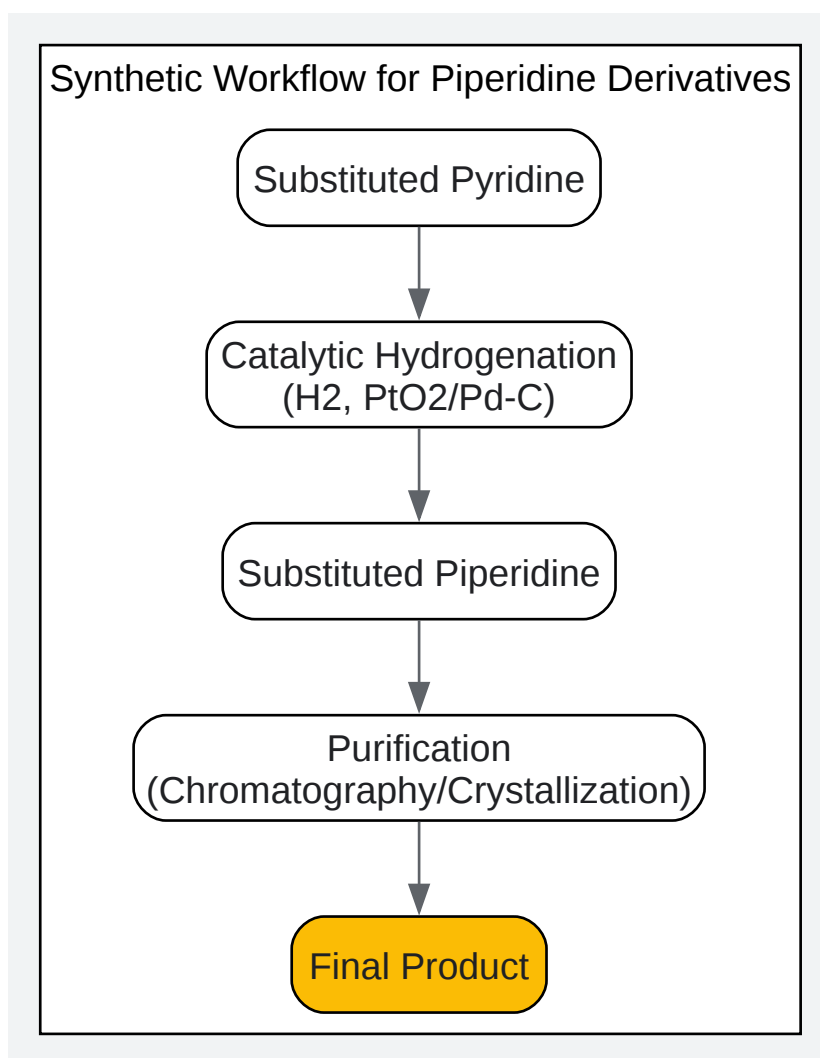 Synthetic Workflow for Piperidine Derivatives
Substituted Pyridine
Catalytic Hydrogenation
(H2, PtO2/Pd-C)
Substituted Piperidine
Purification
(Chromatography/Crystallization)
Final Product